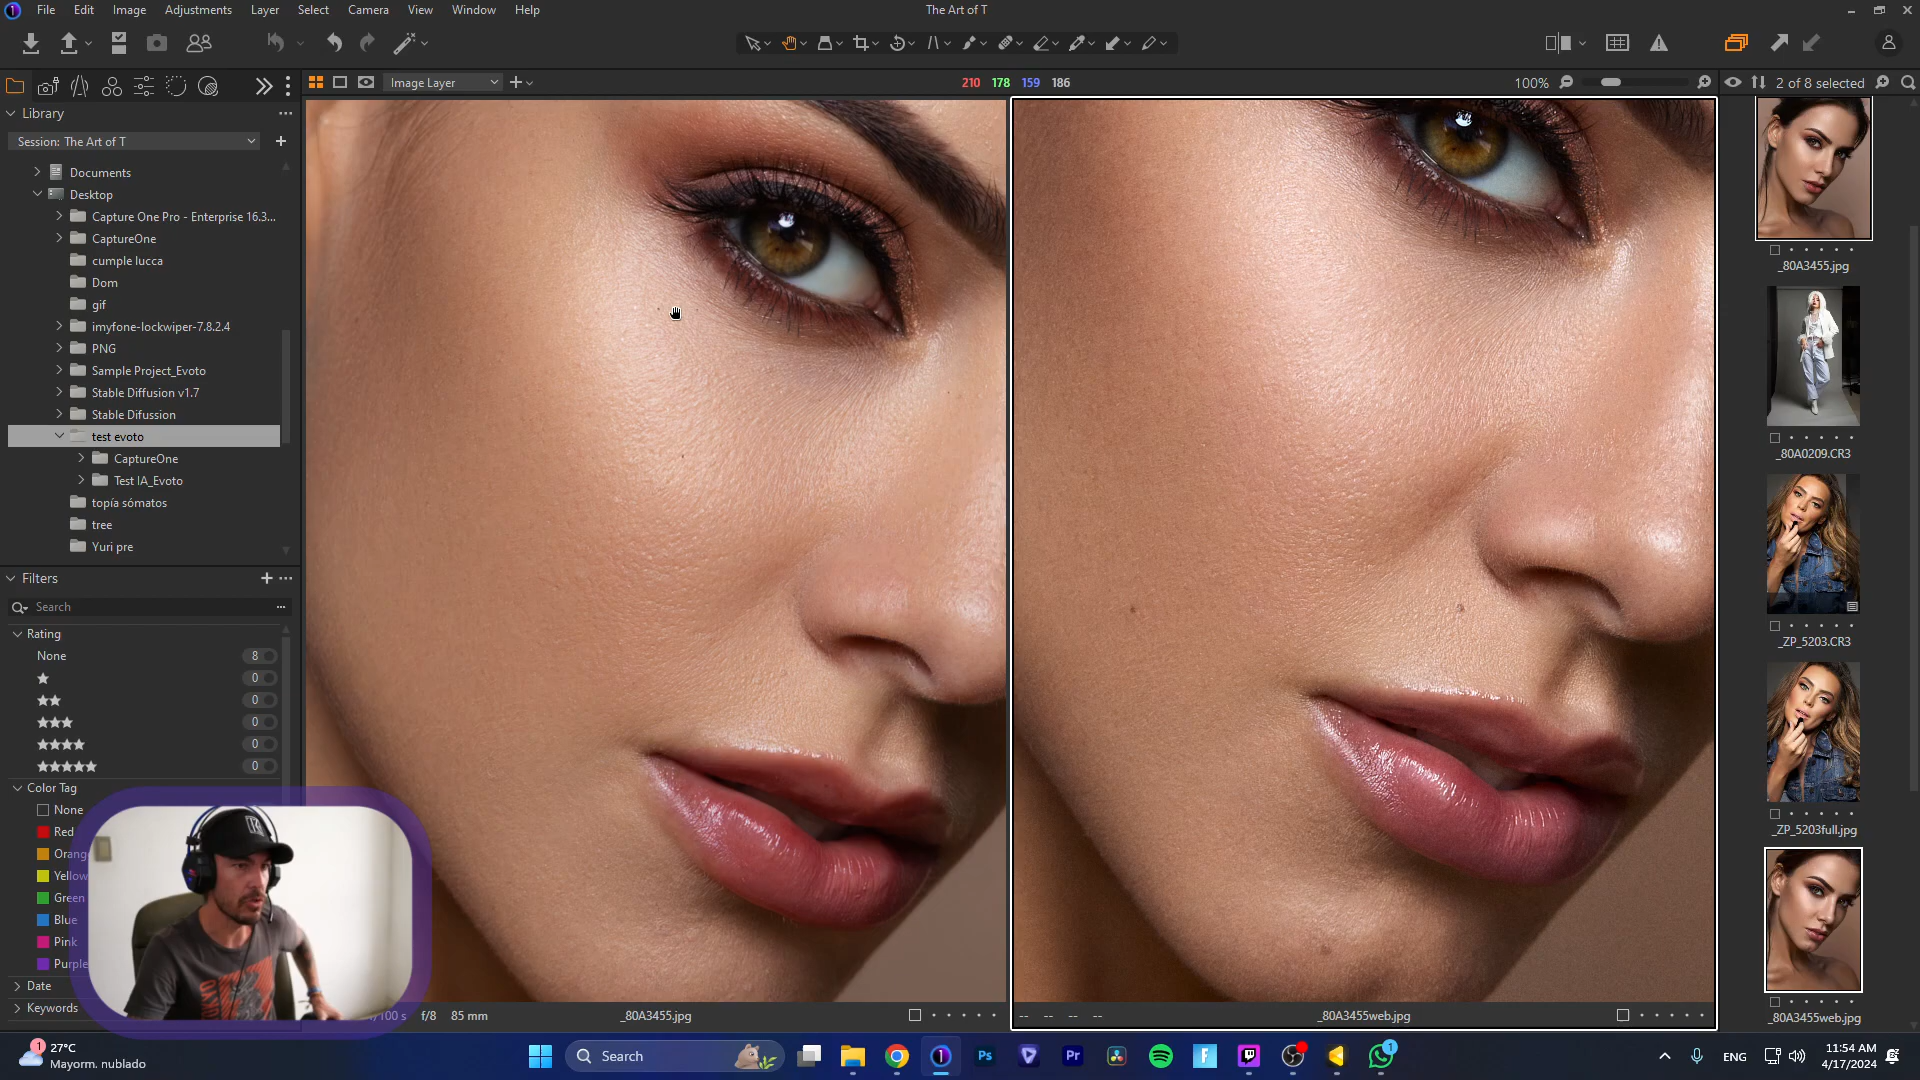 File Edit Image Adjustments Layer Select Camera View Window Help
The Art of T
Image Layer
210 178 159 186
100%
2 of 8 selected
Library
Session: The Art of T
Documents
Desktop
Capture One Pro - Enterprise 16.3...
CaptureOne
cumple lucca
Dom
gif
imyfone-lockwiper-7.8.2.4
PNG
Sample Project_Evoto
Stable Diffusion v1.7
Stable Difussion
test evoto
CaptureOne
Test IA_Evoto
topía sómatos
tree
Yuri pre
Filters
Search
Rating
None 8
0
0
0
0
0
Color Tag
None
Red
Orang
Yellow
Green
Blue
Pink
Purple
Date
Keywords
/100 s f/8 85 mm
_80A3455.jpg
-- -- -- --
_80A3455web.jpg
_80A3455.jpg
_80A0209.CR3
_ZP_5203.CR3
_ZP_5203full.jpg
_80A3455web.jpg
1
27°C
Mayorm. nublado
Search
Ps
Pr
1
ENG
11:54 AM
4/17/2024